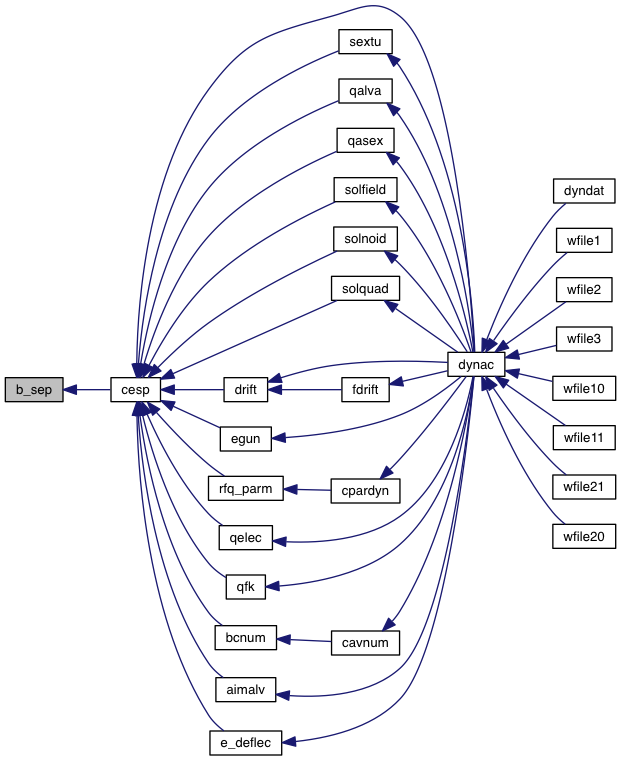 sextu
qalva
qasex
solfield
solnoid
solquad
dyndat
wfile1
wfile2
wfile3
wfile10
wfile11
wfile21
wfile20
dynac
b_sep
cesp
drift
fdrift
egun
rfq_parm
cpardyn
qelec
qfk
bcnum
cavnum
aimalv
e_deflec